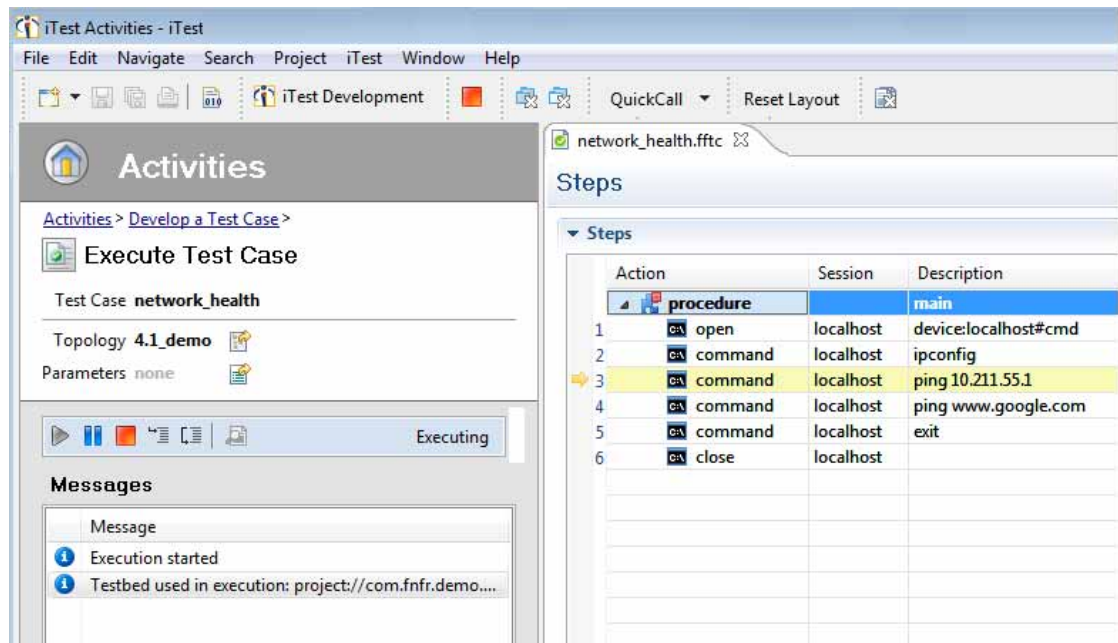 iTest Activities - iTest
File Edit Navigate Search Project iTest Window Help
010 iTest Development QuickCall Reset Layout
Activities
Activities > Develop a Test Case >
Execute Test Case
Test Case network_health
Topology 4.1_demo
Parameters none
Executing
Messages
Message
Execution started
Testbed used in execution: project://com.fnfr.demo....
network_health.fftc
Steps
Steps
Action Session Description
procedure main
1 C:\ open localhost device:localhost#cmd
2 C:\ command localhost ipconfig
3 C:\ command localhost ping 10.211.55.1
4 C:\ command localhost ping www.google.com
5 C:\ command localhost exit
6 C:\ close localhost